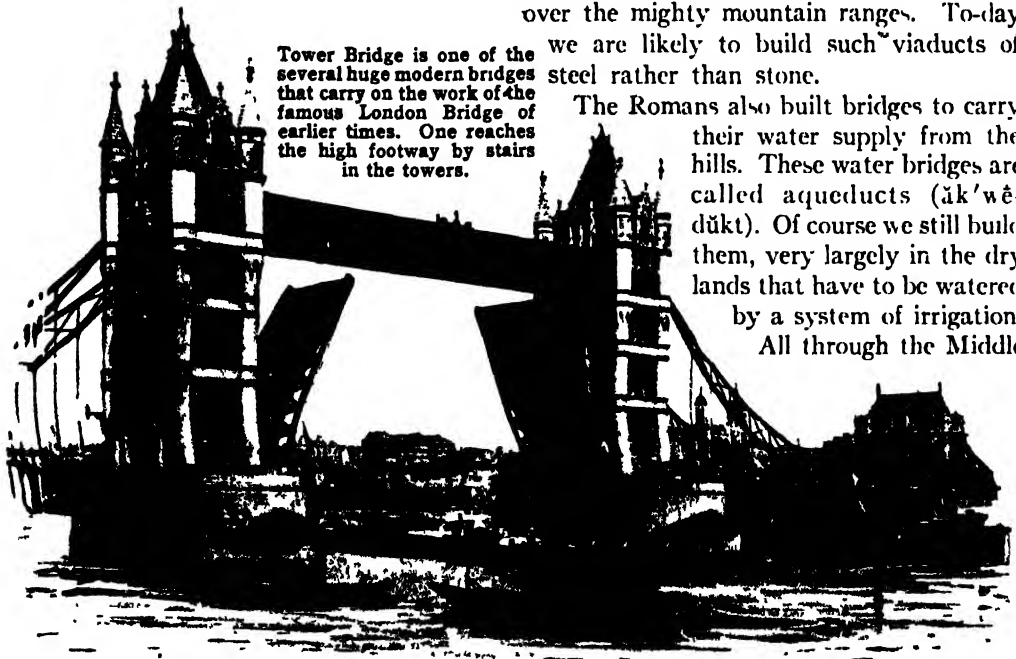 over the mighty mountain ranges. To-day
we are likely to build such viaducts of
steel rather than stone.
The Romans also built bridges to carry
their water supply from the
hills. These water bridges are
called aqueducts (ăk'wê-
dŭkt). Of course we still build
them, very largely in the dry
lands that have to be watered
by a system of irrigation
All through the Middle
Tower Bridge is one of the
several huge modern bridges
that carry on the work of the
famous London Bridge of
earlier times. One reaches
the high footway by stairs
in the towers.